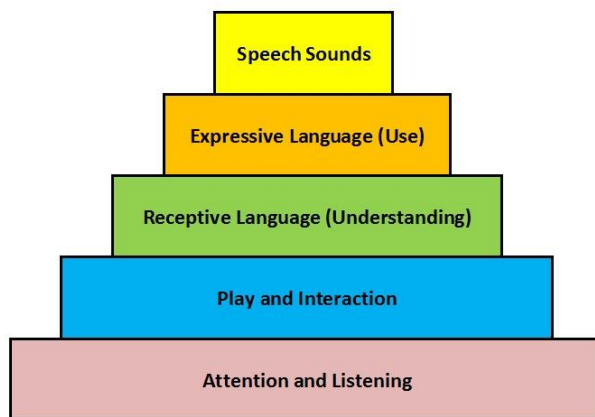 Speech Sounds
Expressive Language (Use)
Receptive Language (Understanding)
Play and Interaction
Attention and Listening